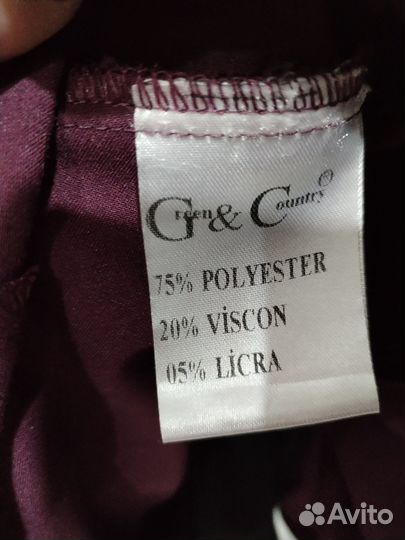 Green & Country®
75% POLYESTER
20% VİSCON
05% LİCRA
Avito